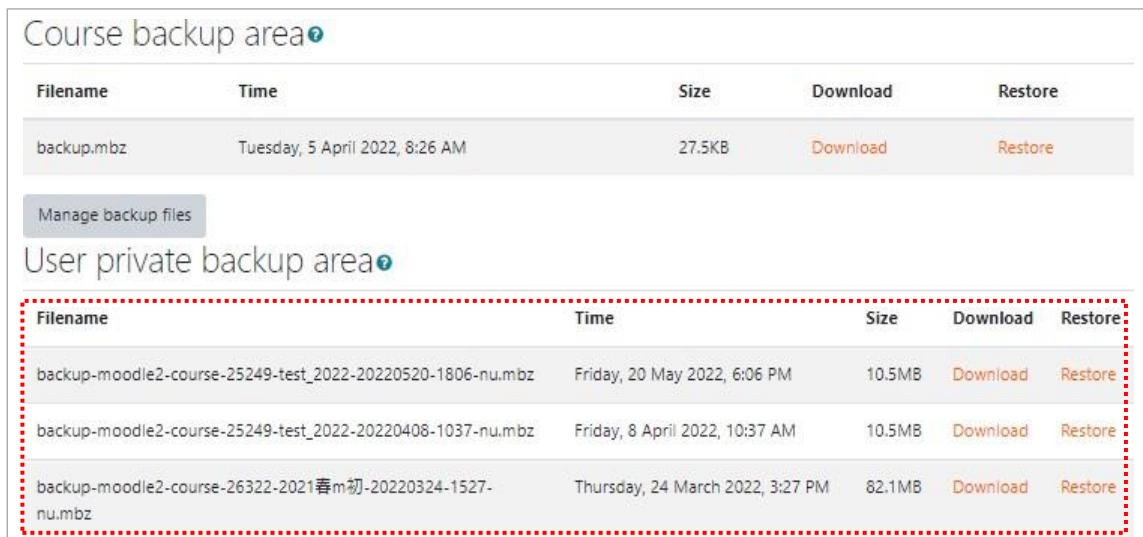 Course backup area
Filename Time Size Download Restore
backup.mbz Tuesday, 5 April 2022, 8:26 AM 27.5KB Download Restore
Manage backup files
User private backup area
Filename Time Size Download Restore
backup-moodle2-course-25249-test_2022-20220520-1806-nu.mbz Friday, 20 May 2022, 6:06 PM 10.5MB Download Restore
backup-moodle2-course-25249-test_2022-20220408-1037-nu.mbz Friday, 8 April 2022, 10:37 AM 10.5MB Download Restore
backup-moodle2-course-26322-2021春m初-20220324-1527- Thursday, 24 March 2022, 3:27 PM 82.1MB Download Restore
nu.mbz